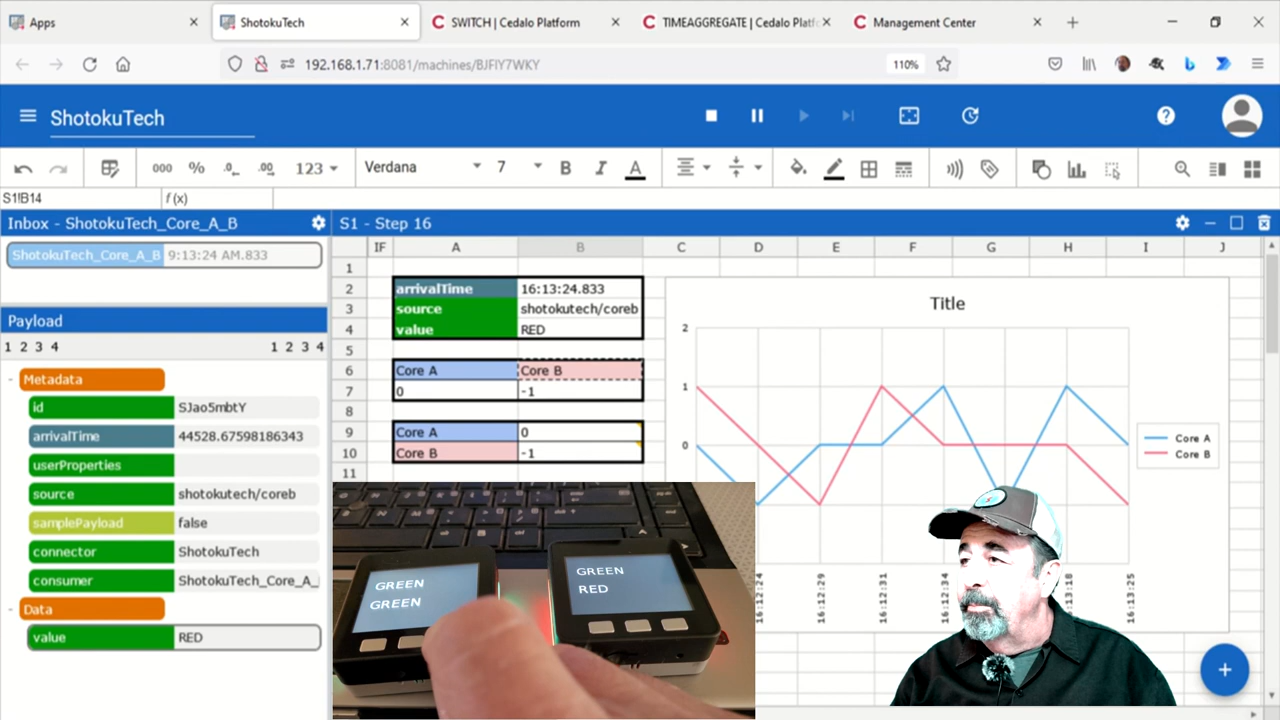 Apps
ShotokuTech
SWITCH | Cedalo Platform
TIMEAGGREGATE | Cedalo Platf
Management Center
192.168.1.71:8081/machines/BJFIY7WKY
110%
ShotokuTech
000 % .0 .00 123 Verdana 7 B I A
S1!B14 f(x)
Inbox - ShotokuTech_Core_A_B
S1 - Step 16
ShotokuTech_Core_A_B 9:13:24 AM.833
Payload
1 2 3 4 1 2 3 4
Metadata
id SJao5mbtY
arrivalTime 44528.67598186343
userProperties
source shotokutech/coreb
samplePayload false
connector ShotokuTech
consumer ShotokuTech_Core_A_
Data
value RED
IF A B C D E F G H I J
1
2 arrivalTime 16:13:24.833
3 source shotokutech/coreb
4 value RED
5
6 Core A Core B
7 0 -1
8
9 Core A 0
10 Core B -1
11
Title
2
1
0
Core A
Core B
16:12:24
16:12:29
16:12:31
16:12:34
3:18
16:13:25
GREEN
GREEN
GREEN
RED